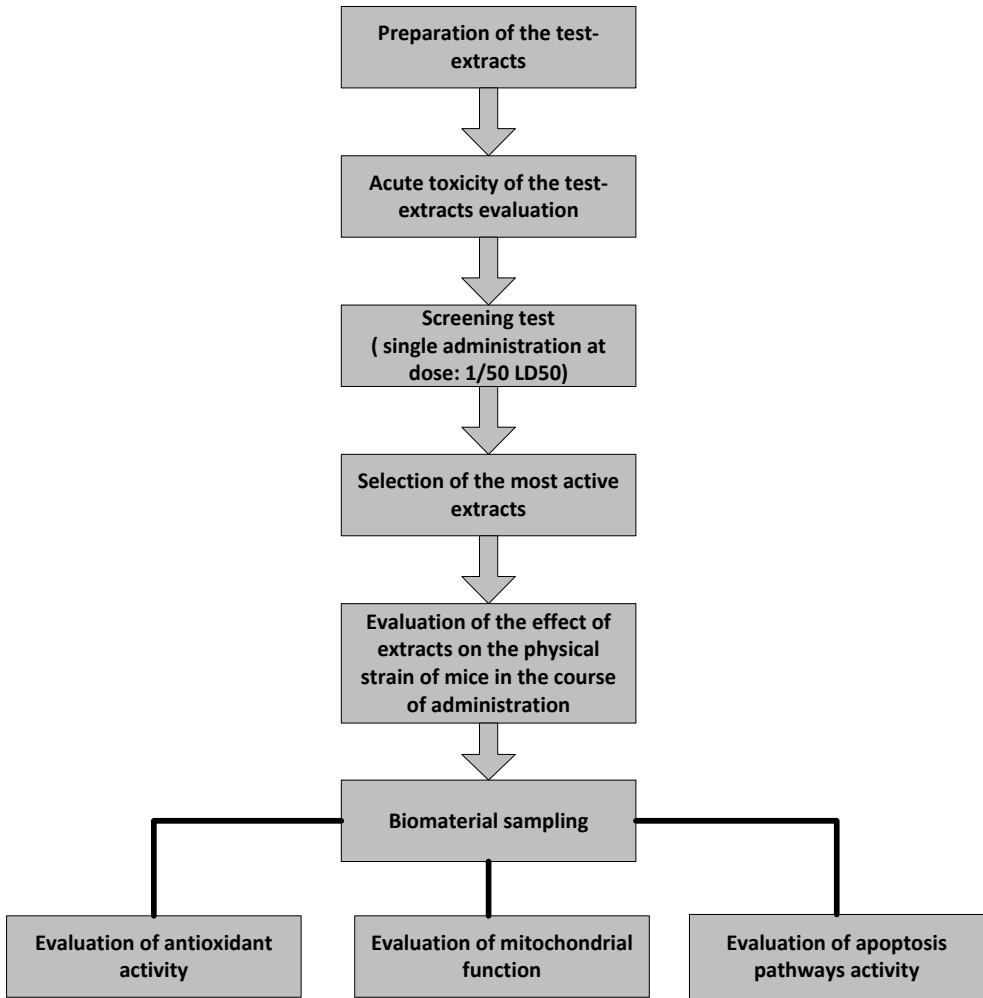 Preparation of the test-
extracts
Acute toxicity of the test-
extracts evaluation
Screening test
( single administration at
dose: 1/50 LD50)
Selection of the most active
extracts
Evaluation of the effect of
extracts on the physical
strain of mice in the course
of administration
Biomaterial sampling
Evaluation of antioxidant
activity
Evaluation of mitochondrial
function
Evaluation of apoptosis
pathways activity